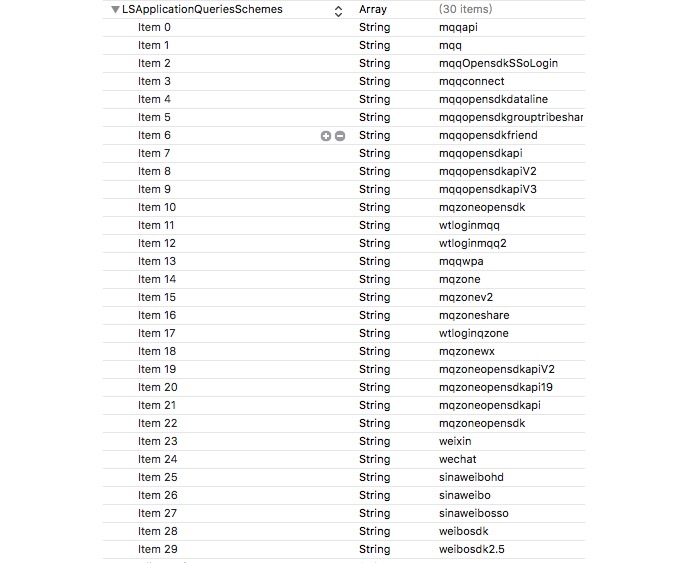 LSApplicationQueriesSchemes Array (30 items)
Item 0 String mqqapi
Item 1 String mqq
Item 2 String mqqOpensdkSSoLogin
Item 3 String mqqconnect
Item 4 String mqqopensdkdataline
Item 5 String mqqopensdkgrouptribeshar
Item 6 String mqqopensdkfriend
Item 7 String mqqopensdkapi
Item 8 String mqqopensdkapiV2
Item 9 String mqqopensdkapiV3
Item 10 String mqzoneopensdk
Item 11 String wtloginmqq
Item 12 String wtloginmqq2
Item 13 String mqqwpa
Item 14 String mqzone
Item 15 String mqzonev2
Item 16 String mqzoneshare
Item 17 String wtloginqzone
Item 18 String mqzonewx
Item 19 String mqzoneopensdkapiV2
Item 20 String mqzoneopensdkapi19
Item 21 String mqzoneopensdkapi
Item 22 String mqzoneopensdk
Item 23 String weixin
Item 24 String wechat
Item 25 String sinaweibohd
Item 26 String sinaweibo
Item 27 String sinaweibosso
Item 28 String weibosdk
Item 29 String weibosdk2.5